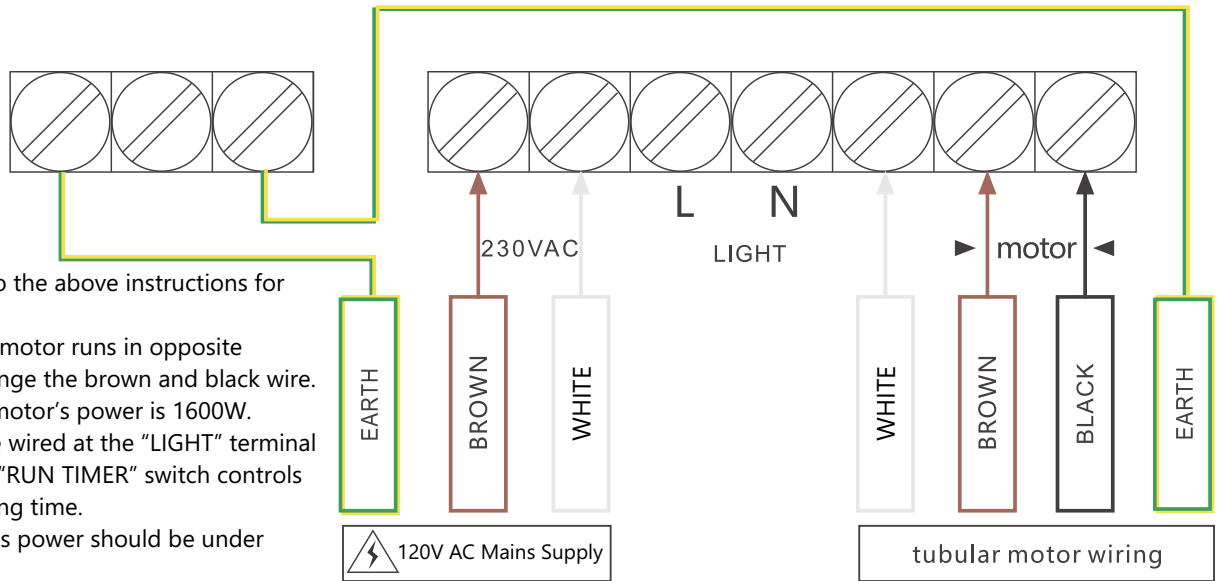 L N
230VAC LIGHT motor
o the above instructions for
motor runs in opposite
nge the brown and black wire.
motor's power is 1600W.
e wired at the “LIGHT” terminal
“RUN TIMER” switch controls
ng time.
s power should be under
EARTH
BROWN
WHITE
WHITE
BROWN
BLACK
EARTH
120V AC Mains Supply
tubular motor wiring